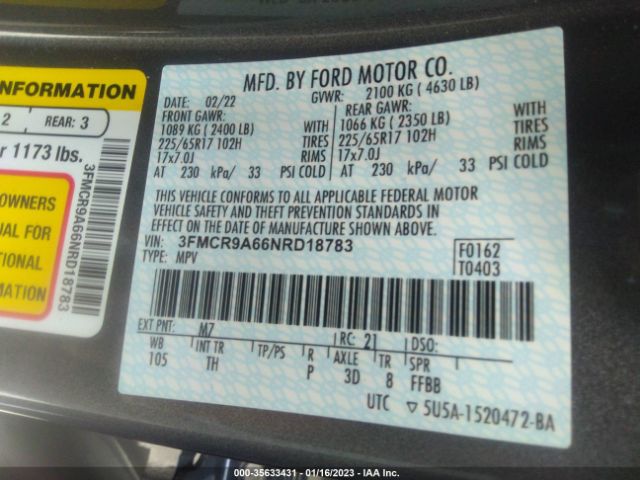 INFORMATION
2 REAR: 3
r 1173 lbs.
OWNERS
UAL FOR
TIONAL
RMATION
3FMCR9A66NRD18783
MFD. BY FORD MOTOR CO.
DATE: 02/22 GVWR: 2100 KG ( 4630 LB)
FRONT GAWR: REAR GAWR:
1089 KG ( 2400 LB) WITH 1066 KG ( 2350 LB) WITH
225/65R17 102H TIRES 225/65R17 102H TIRES
17x7.0J RIMS 17x7.0J RIMS
AT 230 kPa/ 33 PSI COLD AT 230 kPa/ 33 PSI COLD
THIS VEHICLE CONFORMS TO ALL APPLICABLE FEDERAL MOTOR
VEHICLE SAFETY AND THEFT PREVENTION STANDARDS IN
EFFECT ON THE DATE OF MANUFACTURE SHOWN ABOVE.
VIN: 3FMCR9A66NRD18783 F0162
TYPE: MPV T0403
EXT PNT: M7 RC: 21 DSO:
WB INT TR TP/PS R AXLE TR SPR
105 TH P 3D 8 FFBB
UTC ▽ 5U5A-1520472-BA
000-35633431 - 01/16/2023 - IAA Inc.